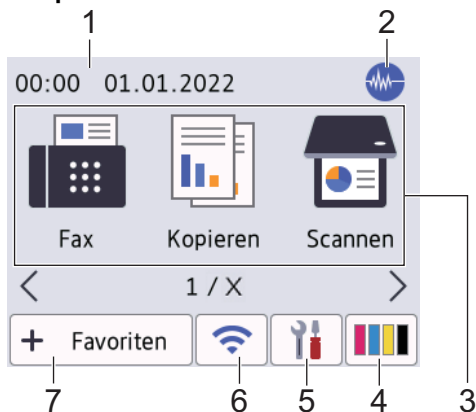 1 2
00:00 01.01.2022
Fax Kopieren Scannen
1 / X
+ Favoriten
7 6 5 4 3